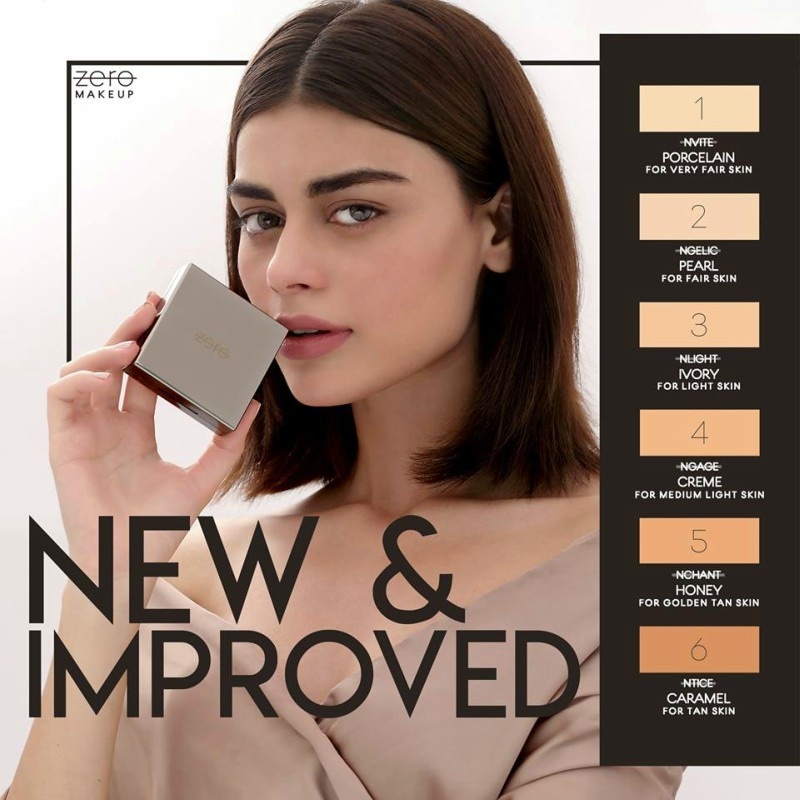 zero
MAKEUP
zero
NEW &
IMPROVED
1
NVITE
PORCELAIN
FOR VERY FAIR SKIN
2
NGELIC
PEARL
FOR FAIR SKIN
3
NLIGHT
IVORY
FOR LIGHT SKIN
4
NGAGE
CREME
FOR MEDIUM LIGHT SKIN
5
NCHANT
HONEY
FOR GOLDEN TAN SKIN
6
NTICE
CARAMEL
FOR TAN SKIN